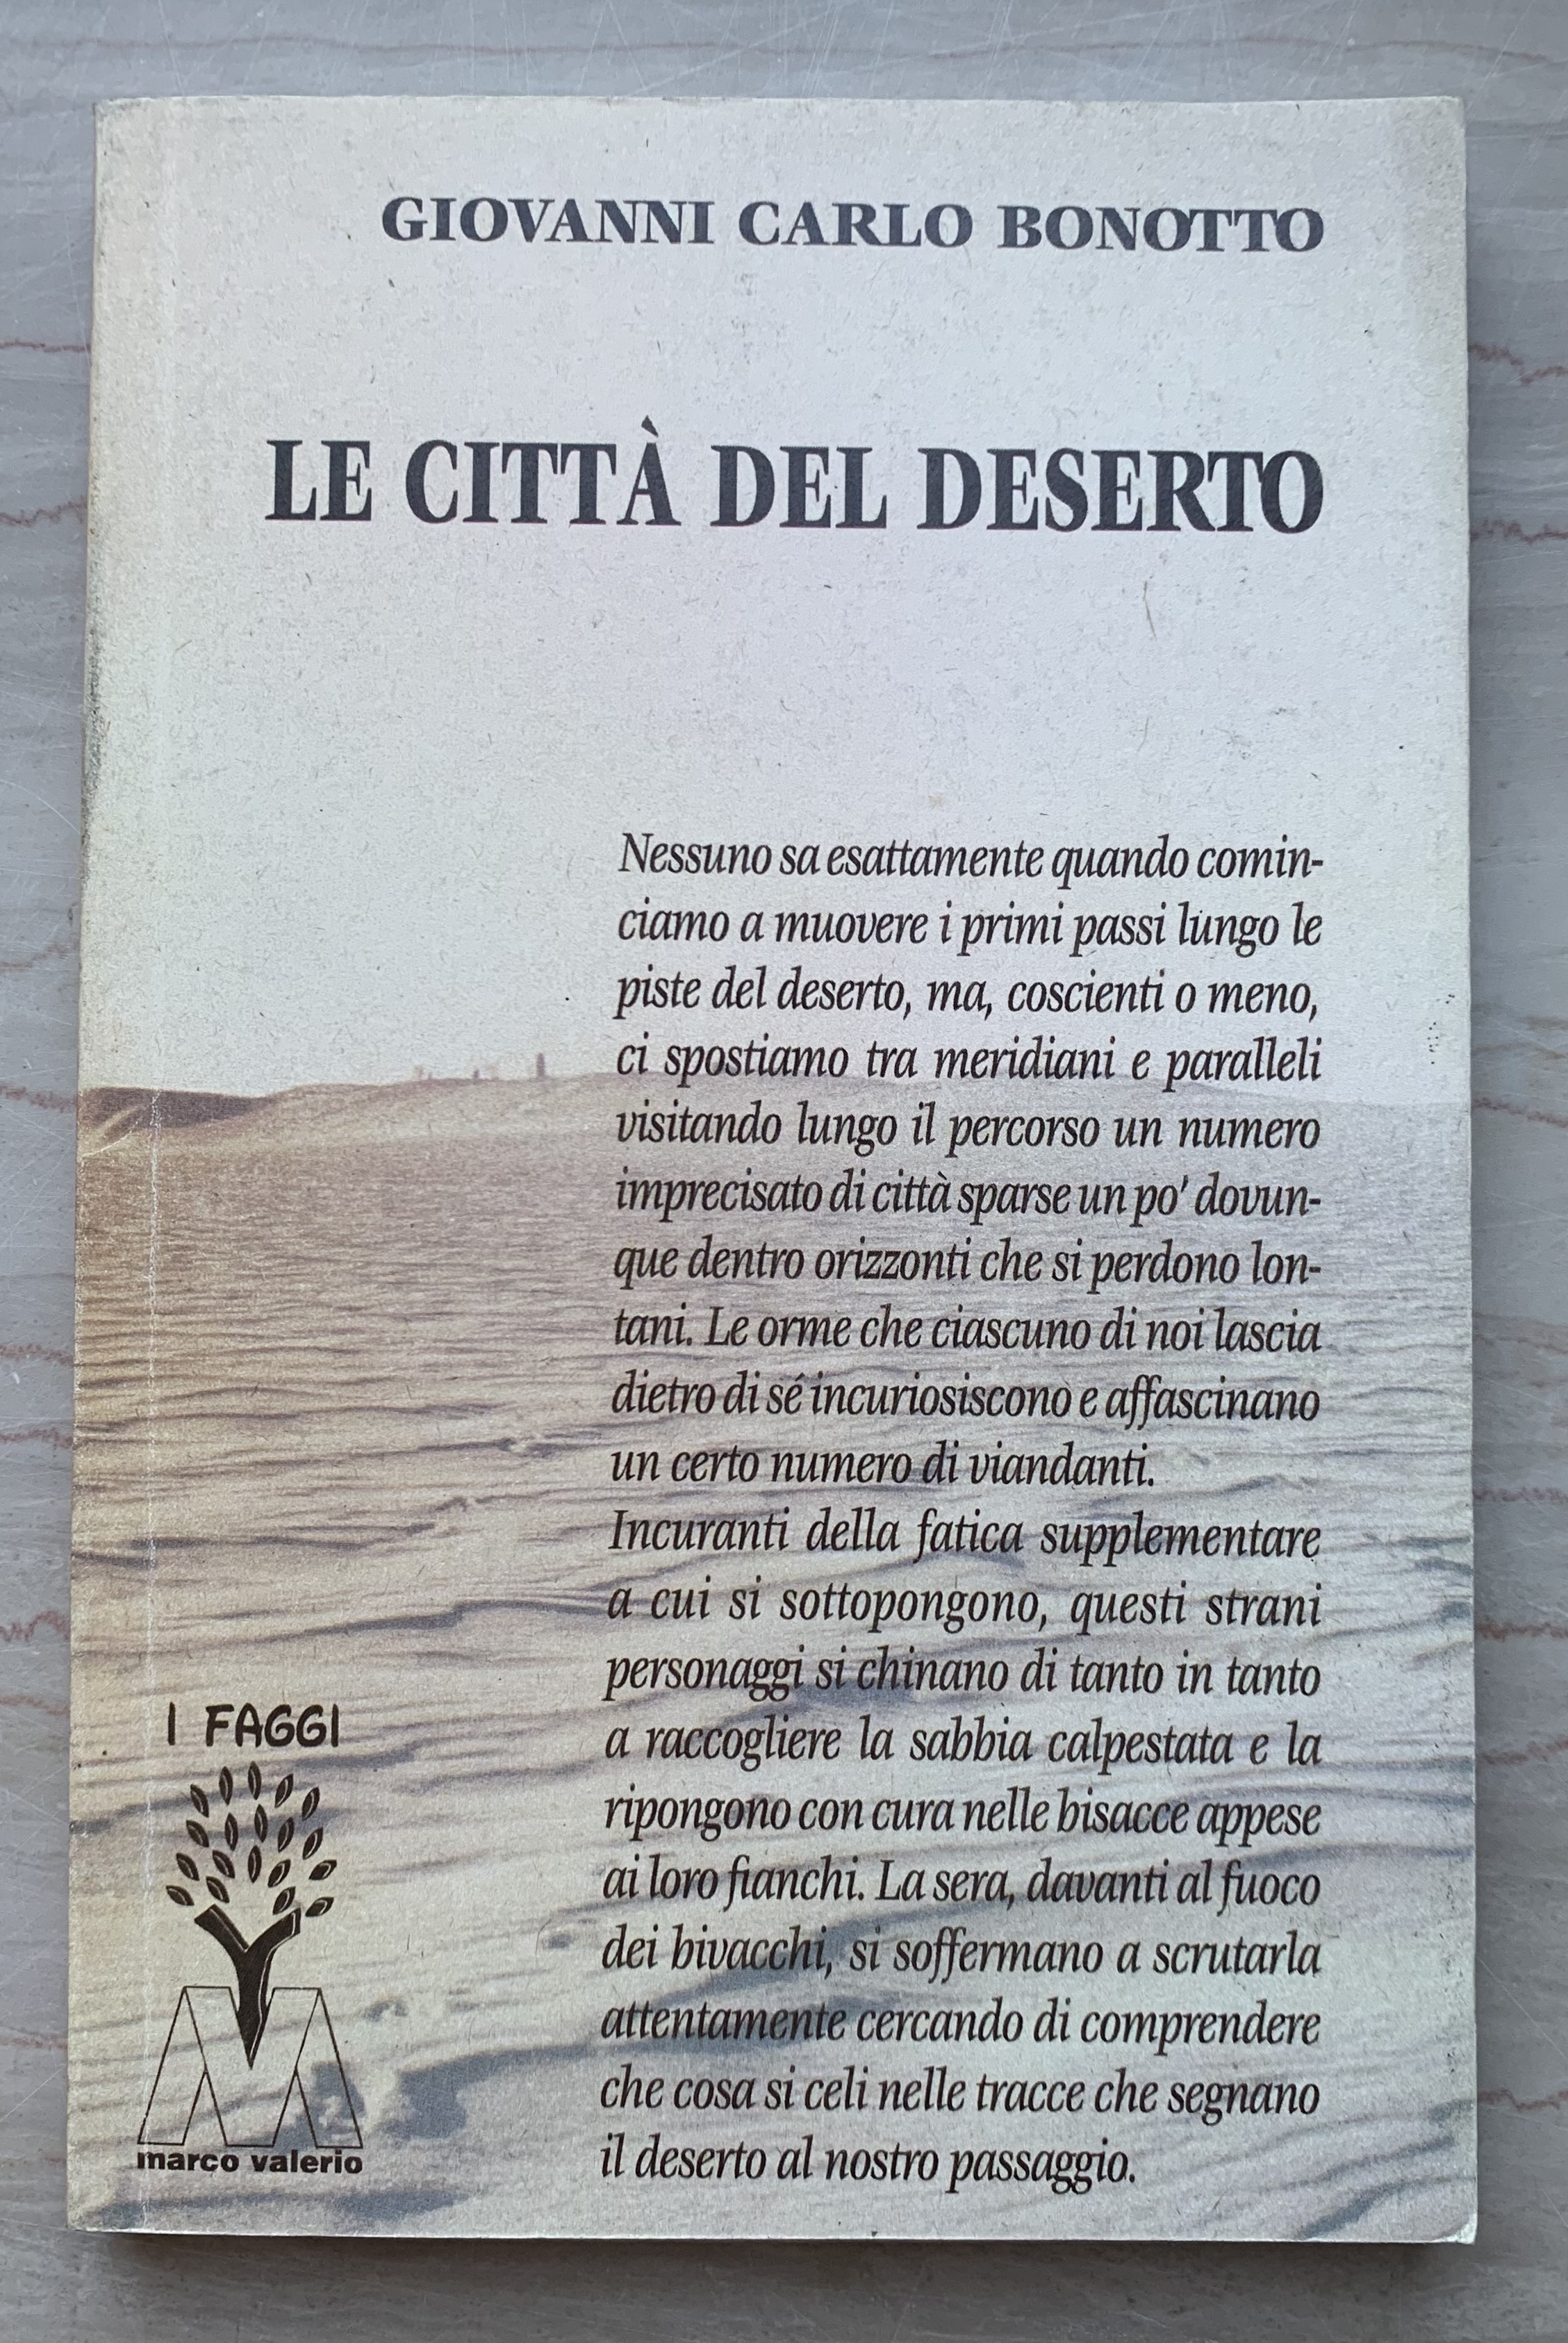 GIOVANNI CARLO BONOTTO
LE CITTÀ DEL DESERTO
Nessuno sa esattamente quando comin-
ciamo a muovere i primi passi lungo le
piste del deserto, ma, coscienti o meno,
ci spostiamo tra meridiani e paralleli
visitando lungo il percorso un numero
imprecisato di città sparse un po' dovun-
que dentro orizzonti che si perdono lon-
tani. Le orme che ciascuno di noi lascia
dietro di sé incuriosiscono e affascinano
un certo numero di viandanti.
Incuranti della fatica supplementare
a cui si sottopongono, questi strani
personaggi si chinano di tanto in tanto
a raccogliere la sabbia calpestata e la
ripongono con cura nelle bisacce appese
ai loro fianchi. La sera, davanti al fuoco
dei bivacchi, si soffermano a scrutarla
attentamente cercando di comprendere
che cosa si celi nelle tracce che segnano
il deserto al nostro passaggio.
I FAGGI
marco valerio